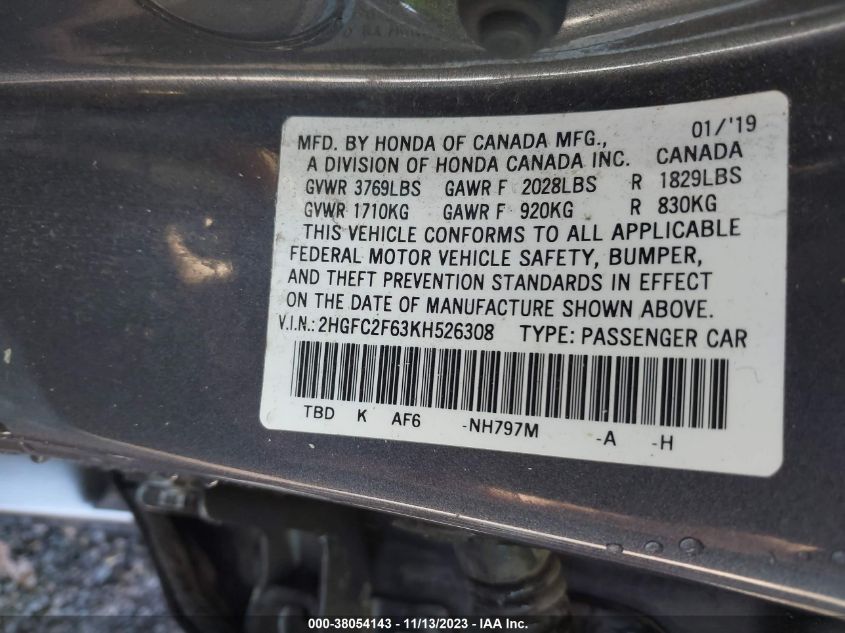 MFD. BY HONDA OF CANADA MFG., 01/'19
A DIVISION OF HONDA CANADA INC. CANADA
GVWR 3769LBS GAWR F 2028LBS R 1829LBS
GVWR 1710KG GAWR F 920KG R 830KG
THIS VEHICLE CONFORMS TO ALL APPLICABLE
FEDERAL MOTOR VEHICLE SAFETY, BUMPER,
AND THEFT PREVENTION STANDARDS IN EFFECT
ON THE DATE OF MANUFACTURE SHOWN ABOVE.
V.I.N.: 2HGFC2F63KH526308 TYPE: PASSENGER CAR
TBD K AF6 -NH797M -A -H
000-38054143 - 11/13/2023 - IAA Inc.